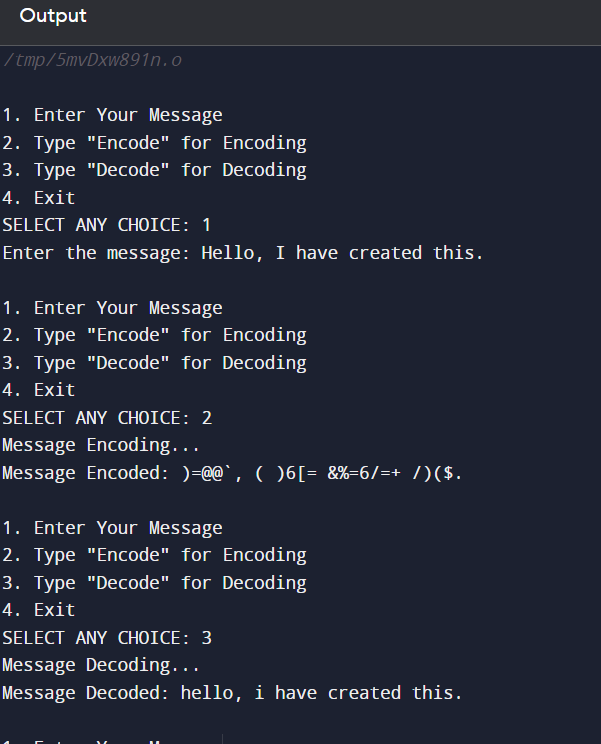 Output
/tmp/5mvDxw891n.o
1. Enter Your Message
2. Type "Encode" for Encoding
3. Type "Decode" for Decoding
4. Exit
SELECT ANY CHOICE: 1
Enter the message: Hello, I have created this.
1. Enter Your Message
2. Type "Encode" for Encoding
3. Type "Decode" for Decoding
4. Exit
SELECT ANY CHOICE: 2
Message Encoding...
Message Encoded: )=@@`, ( )6[= &%=6/=+ /)($.
1. Enter Your Message
2. Type "Encode" for Encoding
3. Type "Decode" for Decoding
4. Exit
SELECT ANY CHOICE: 3
Message Decoding...
Message Decoded: hello, i have created this.